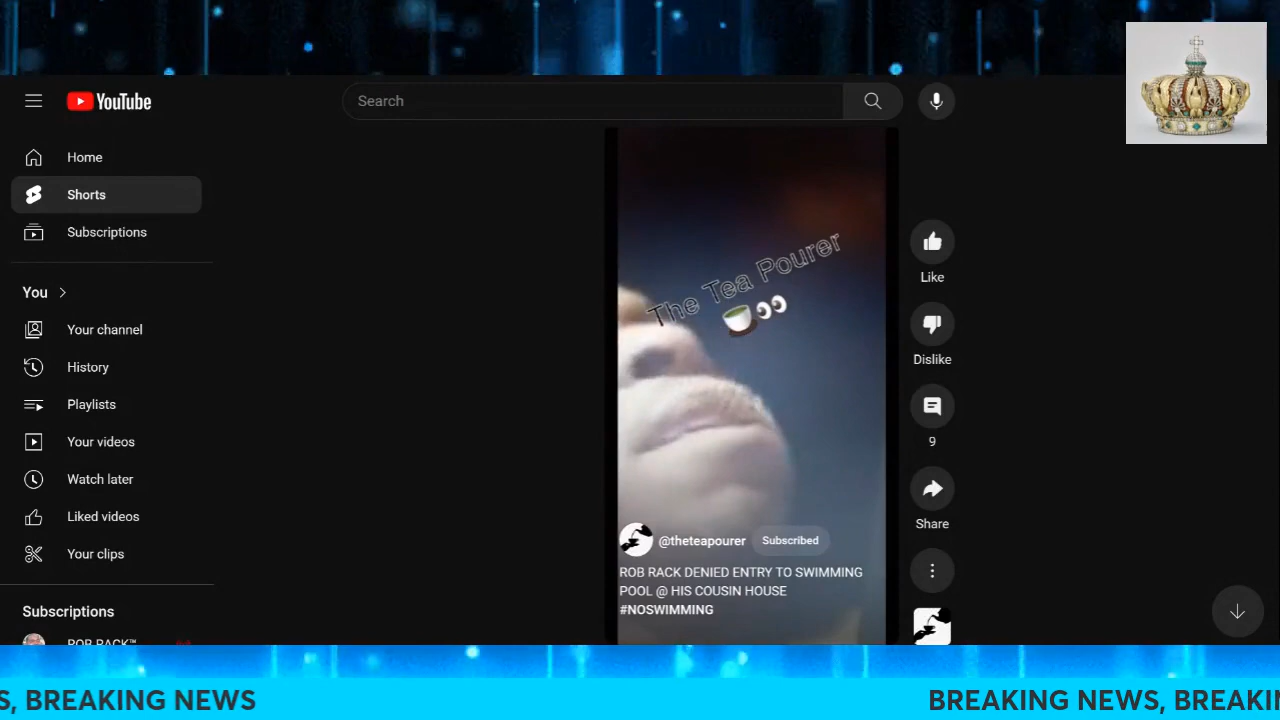 YouTube
Search
Home
Shorts
Subscriptions
You
Your channel
History
Playlists
Your videos
Watch later
Liked videos
Your clips
Subscriptions
ROB RACK™
The Tea Pourer
@theteapourer Subscribed
ROB RACK DENIED ENTRY TO SWIMMING
POOL @ HIS COUSIN HOUSE
#NOSWIMMING
Like
Dislike
9
Share
S, BREAKING NEWS
BREAKING NEWS, BREAKI